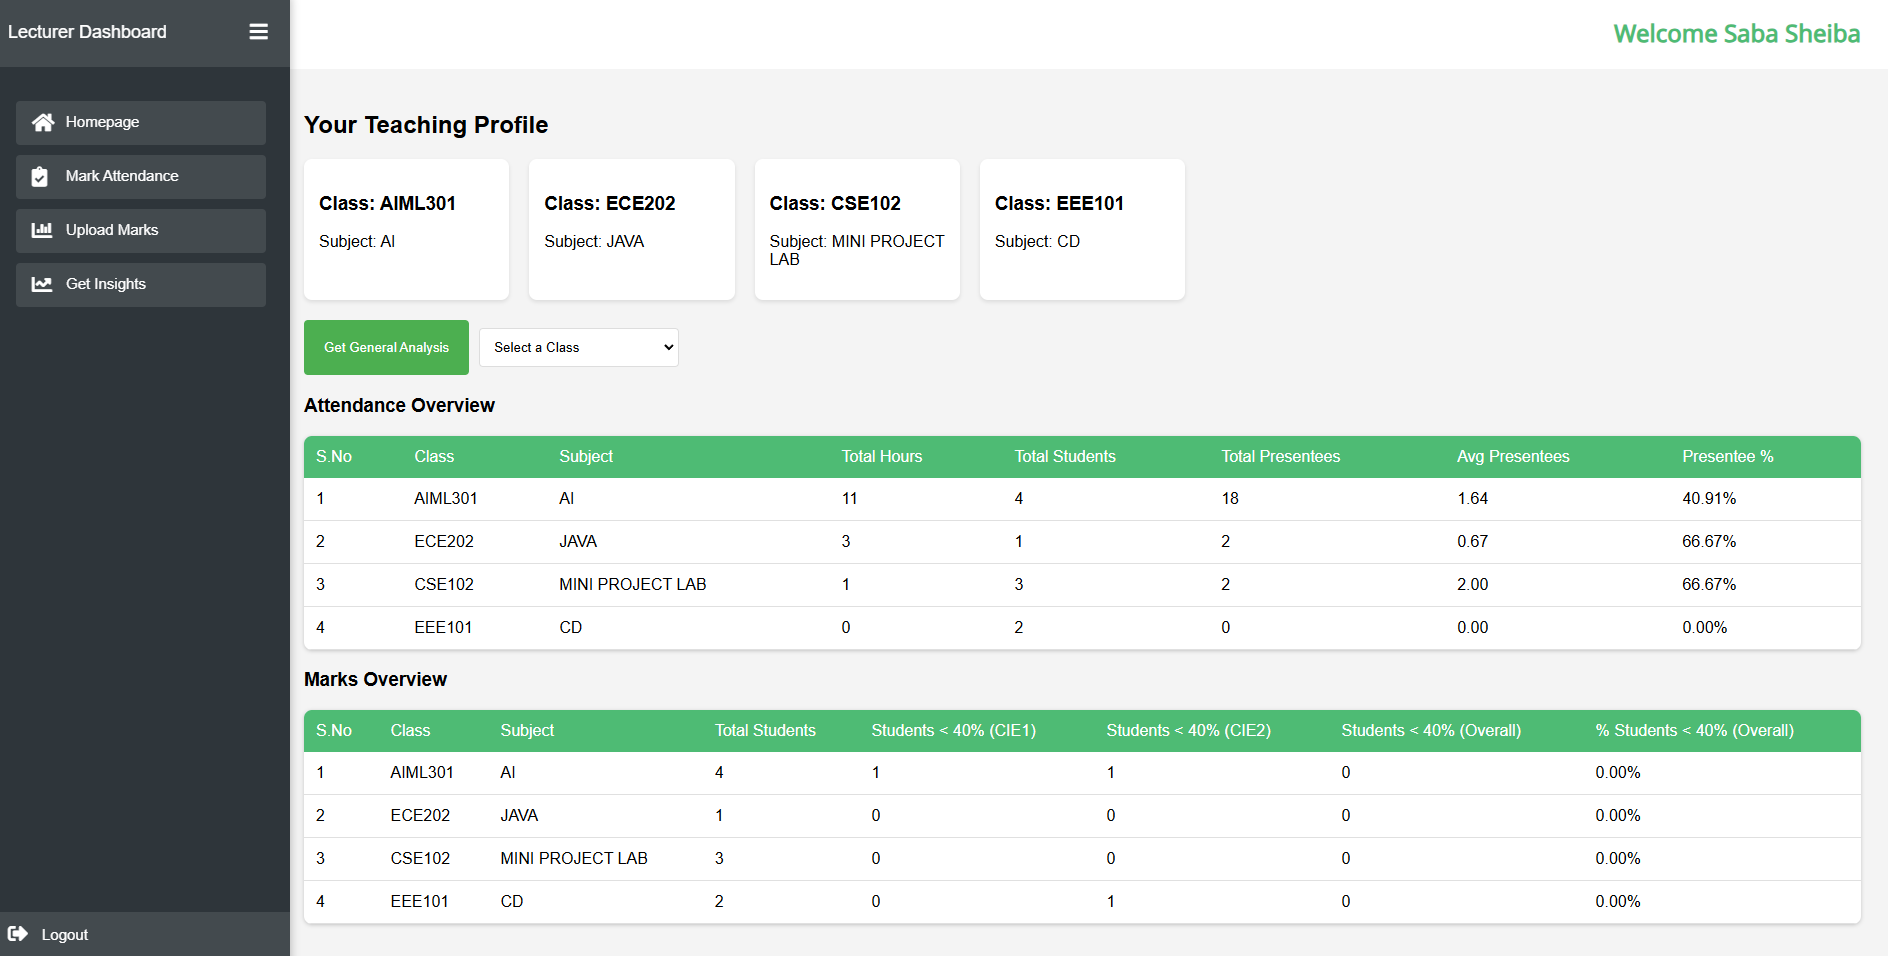 Lecturer Dashboard
Welcome Saba Sheiba
Homepage
Mark Attendance
Upload Marks
Get Insights
Logout
Your Teaching Profile
Class: AIML301
Subject: AI
Class: ECE202
Subject: JAVA
Class: CSE102
Subject: MINI PROJECT
LAB
Class: EEE101
Subject: CD
Get General Analysis
Select a Class
Attendance Overview
S.No Class Subject Total Hours Total Students Total Presentees Avg Presentees Presentee %
1 AIML301 AI 11 4 18 1.64 40.91%
2 ECE202 JAVA 3 1 2 0.67 66.67%
3 CSE102 MINI PROJECT LAB 1 3 2 2.00 66.67%
4 EEE101 CD 0 2 0 0.00 0.00%
Marks Overview
S.No Class Subject Total Students Students < 40% (CIE1) Students < 40% (CIE2) Students < 40% (Overall) % Students < 40% (Overall)
1 AIML301 AI 4 1 1 0 0.00%
2 ECE202 JAVA 1 0 0 0 0.00%
3 CSE102 MINI PROJECT LAB 3 0 0 0 0.00%
4 EEE101 CD 2 0 1 0 0.00%